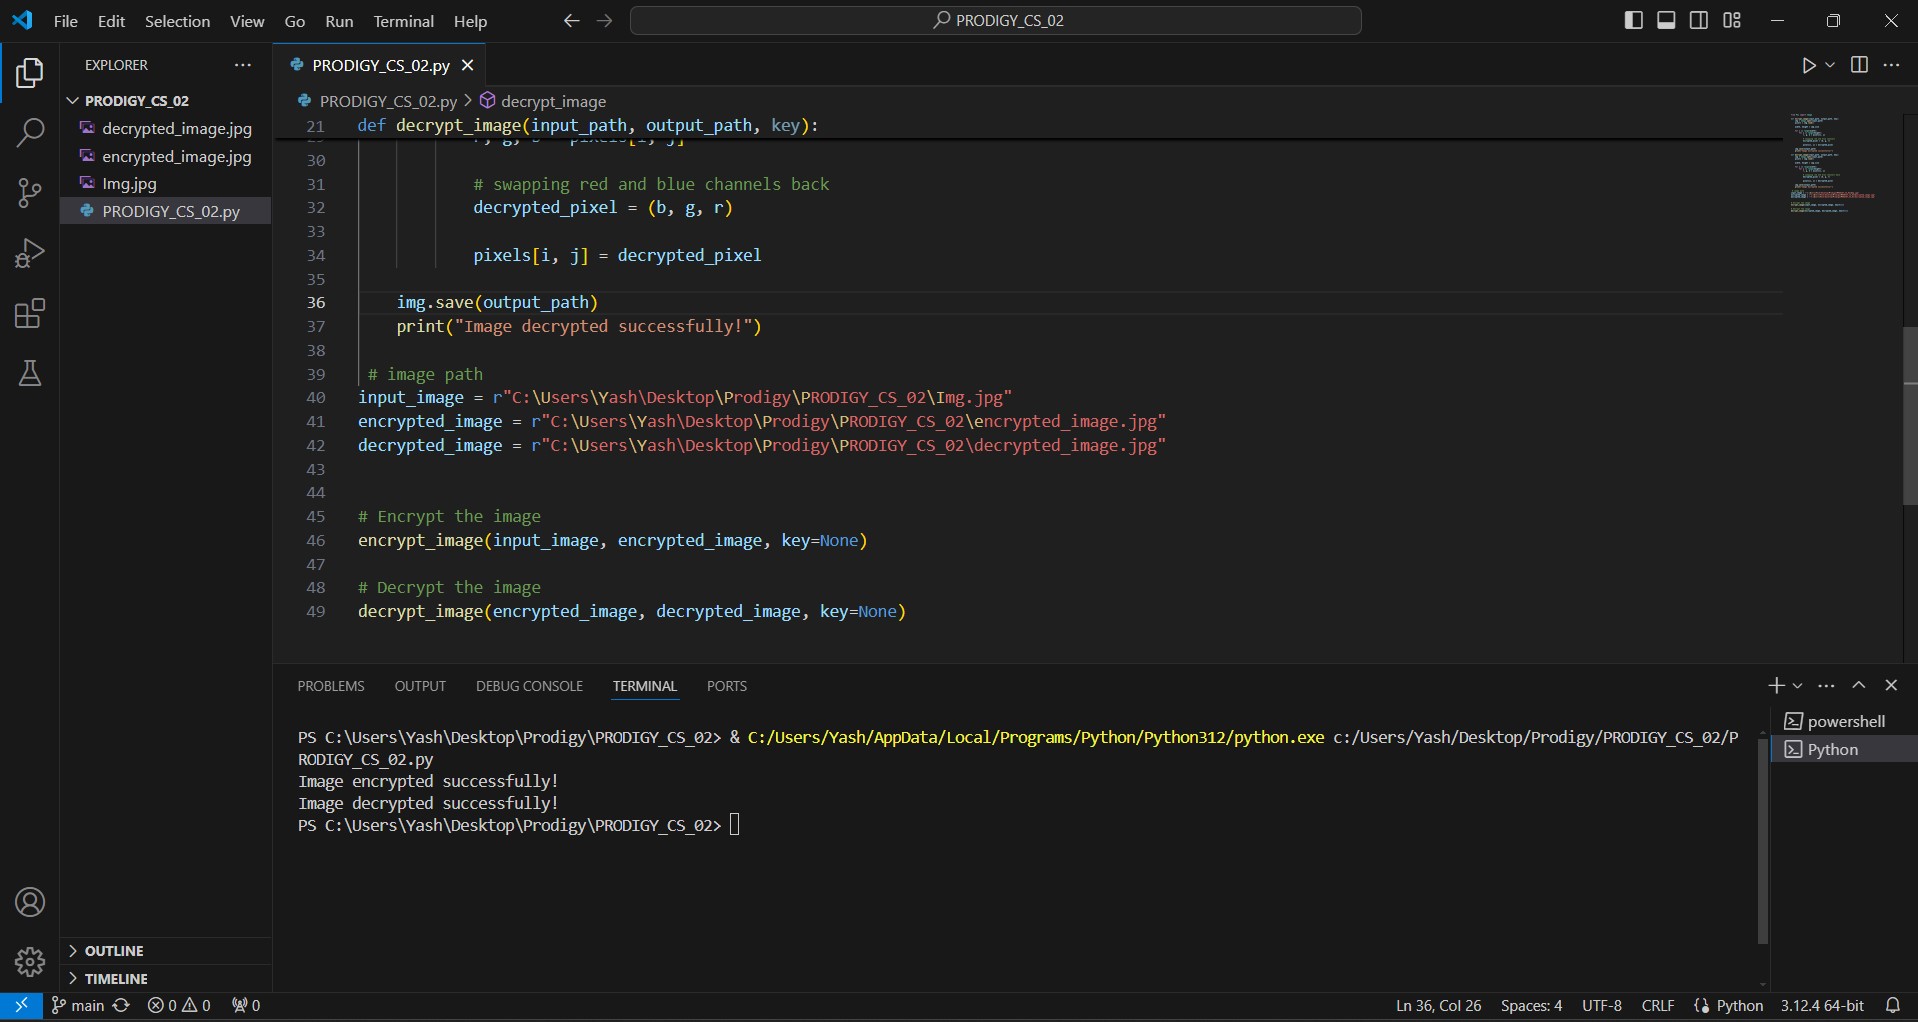 File Edit Selection View Go Run Terminal Help
PRODIGY_CS_02
EXPLORER
PRODIGY_CS_02
decrypted_image.jpg
encrypted_image.jpg
Img.jpg
PRODIGY_CS_02.py
OUTLINE
TIMELINE
PRODIGY_CS_02.py
PRODIGY_CS_02.py > decrypt_image
21 def decrypt_image(input_path, output_path, key):
30
31 # swapping red and blue channels back
32 decrypted_pixel = (b, g, r)
33
34 pixels[i, j] = decrypted_pixel
35
36 img.save(output_path)
37 print("Image decrypted successfully!")
38
39 # image path
40 input_image = r"C:\Users\Yash\Desktop\Prodigy\PRODIGY_CS_02\Img.jpg"
41 encrypted_image = r"C:\Users\Yash\Desktop\Prodigy\PRODIGY_CS_02\encrypted_image.jpg"
42 decrypted_image = r"C:\Users\Yash\Desktop\Prodigy\PRODIGY_CS_02\decrypted_image.jpg"
43
44
45 # Encrypt the image
46 encrypt_image(input_image, encrypted_image, key=None)
47
48 # Decrypt the image
49 decrypt_image(encrypted_image, decrypted_image, key=None)
PROBLEMS OUTPUT DEBUG CONSOLE TERMINAL PORTS
PS C:\Users\Yash\Desktop\Prodigy\PRODIGY_CS_02> & C:/Users/Yash/AppData/Local/Programs/Python/Python312/python.exe c:/Users/Yash/Desktop/Prodigy/PRODIGY_CS_02/P
RODIGY_CS_02.py
Image encrypted successfully!
Image decrypted successfully!
PS C:\Users\Yash\Desktop\Prodigy\PRODIGY_CS_02>
powershell
Python
main 0 0 0 Ln 36, Col 26 Spaces: 4 UTF-8 CRLF Python 3.12.4 64-bit